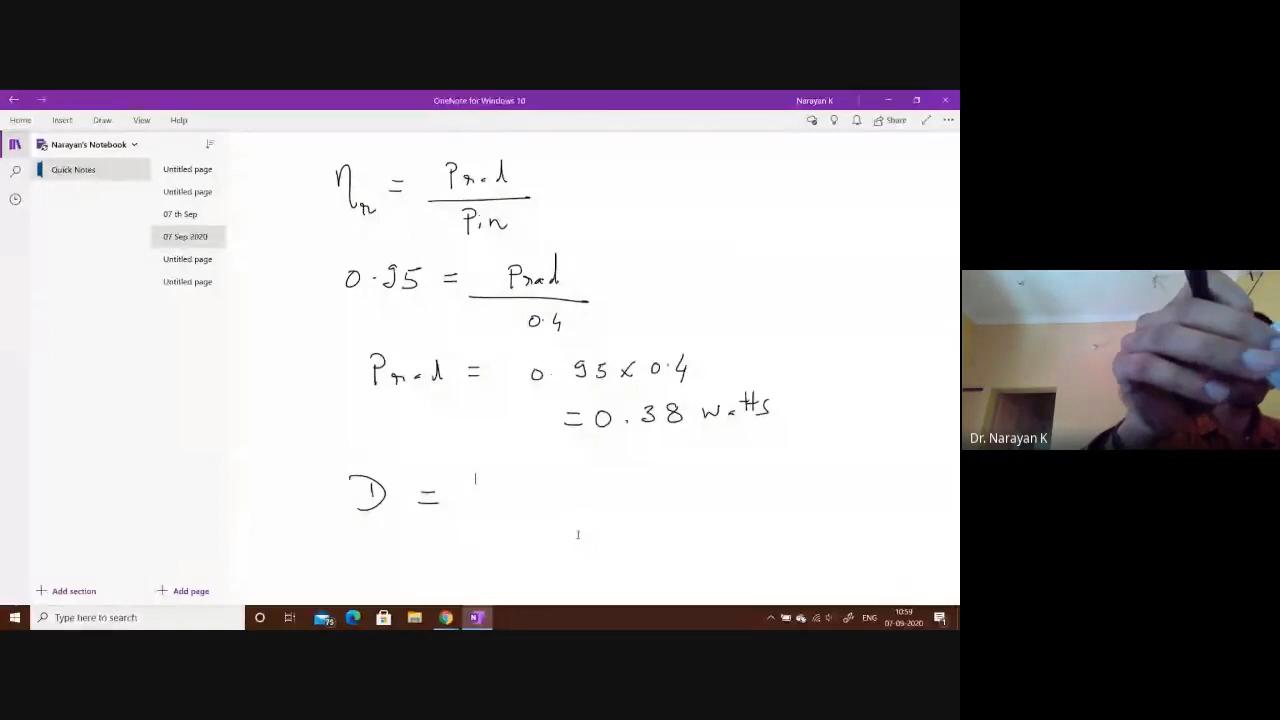 OneNote for Windows 10
Narayan K
Home Insert Draw View Help
Share
Narayan's Notebook
Quick Notes
Untitled page
Untitled page
07 th Sep
07 Sep 2020
Untitled page
Untitled page
ηr = Prad / Pin
0.95 = Prad / 0.4
Prad = 0.95 x 0.4
= 0.38 watts
D =
Dr. Narayan K
+ Add section
+ Add page
Type here to search
75
ENG
10:59
07-09-2020
1